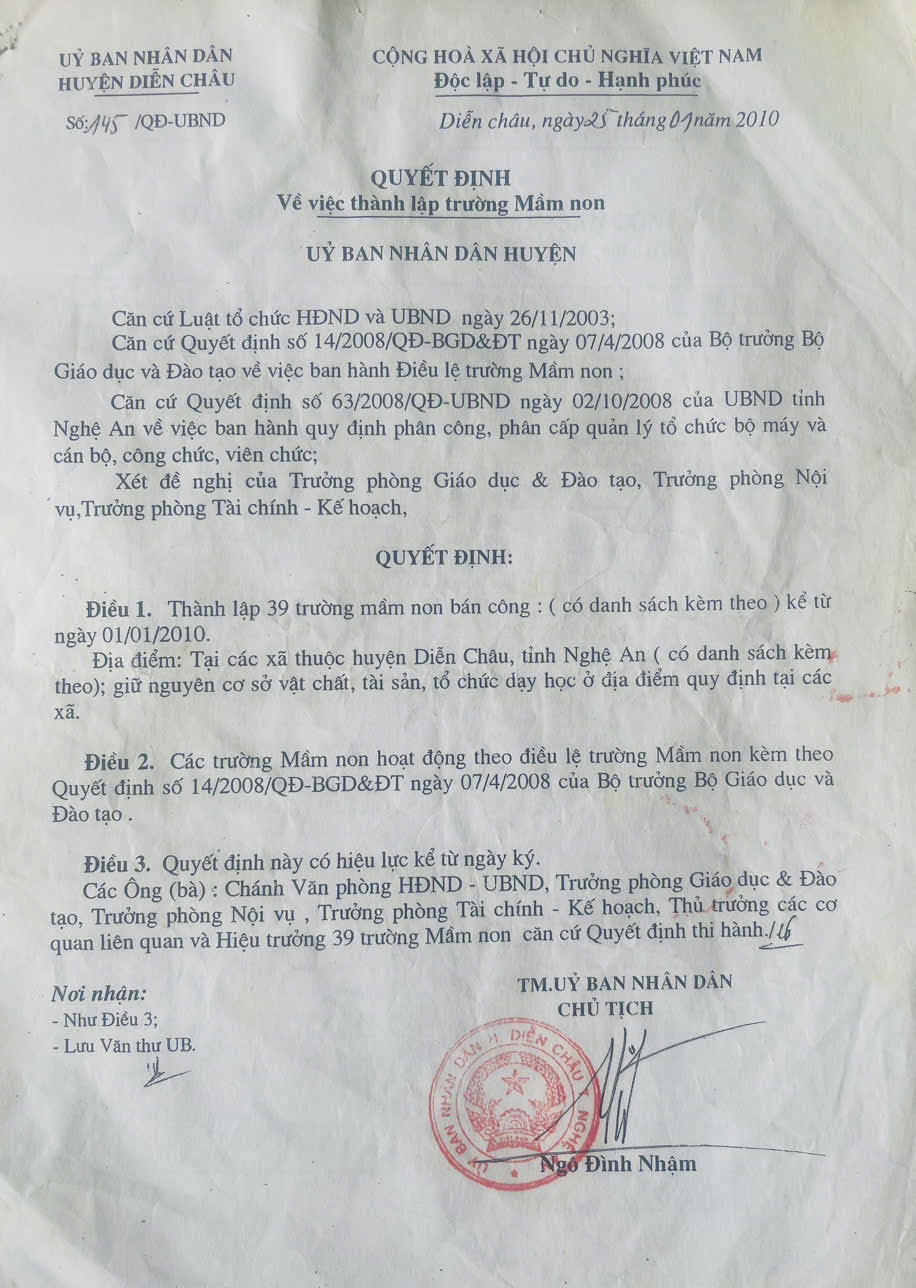 UỶ BAN NHÂN DÂN
HUYỆN DIỄN CHÂU
Số:145 /QĐ-UBND
CỘNG HOÀ XÃ HỘI CHỦ NGHĨA VIỆT NAM
Độc lập - Tự do - Hạnh phúc
Diễn châu, ngày 25 tháng 01 năm 2010
QUYẾT ĐỊNH
Về việc thành lập trường Mầm non
UỶ BAN NHÂN DÂN HUYỆN
Căn cứ Luật tổ chức HĐND và UBND ngày 26/11/2003;
Căn cứ Quyết định số 14/2008/QĐ-BGD&ĐT ngày 07/4/2008 của Bộ trưởng Bộ
Giáo dục và Đào tạo về việc ban hành Điều lệ trường Mầm non ;
Căn cứ Quyết định số 63/2008/QĐ-UBND ngày 02/10/2008 của UBND tỉnh
Nghệ An về việc ban hành quy định phân công, phân cấp quản lý tổ chức bộ máy và
cán bộ, công chức, viên chức;
Xét đề nghị của Trưởng phòng Giáo dục & Đào tạo, Trưởng phòng Nội
vụ,Trưởng phòng Tài chính - Kế hoạch,
QUYẾT ĐỊNH:
Điều 1. Thành lập 39 trường mầm non bán công : ( có danh sách kèm theo ) kể từ
ngày 01/01/2010.
Địa điểm: Tại các xã thuộc huyện Diễn Châu, tỉnh Nghệ An ( có danh sách kèm
theo); giữ nguyên cơ sở vật chất, tài sản, tổ chức dạy học ở địa điểm quy định tại các
xã.
Điều 2. Các trường Mầm non hoạt động theo điều lệ trường Mầm non kèm theo
Quyết định số 14/2008/QĐ-BGD&ĐT ngày 07/4/2008 của Bộ trưởng Bộ Giáo dục và
Đào tạo .
Điều 3. Quyết định này có hiệu lực kể từ ngày ký.
Các Ông (bà) : Chánh Văn phòng HĐND - UBND, Trưởng phòng Giáo dục & Đào
tạo, Trưởng phòng Nội vụ , Trưởng phòng Tài chính - Kế hoạch, Thủ trưởng các cơ
quan liên quan và Hiệu trưởng 39 trường Mầm non căn cứ Quyết định thi hành./
Nơi nhận:
- Như Điều 3;
- Lưu Văn thư UB.
TM.UỶ BAN NHÂN DÂN
CHỦ TỊCH
UỶ BAN NHÂN DÂN H. DIỄN CHÂU T. NGHỆ
VIỆT NAM
Ngô Đình Nhậm